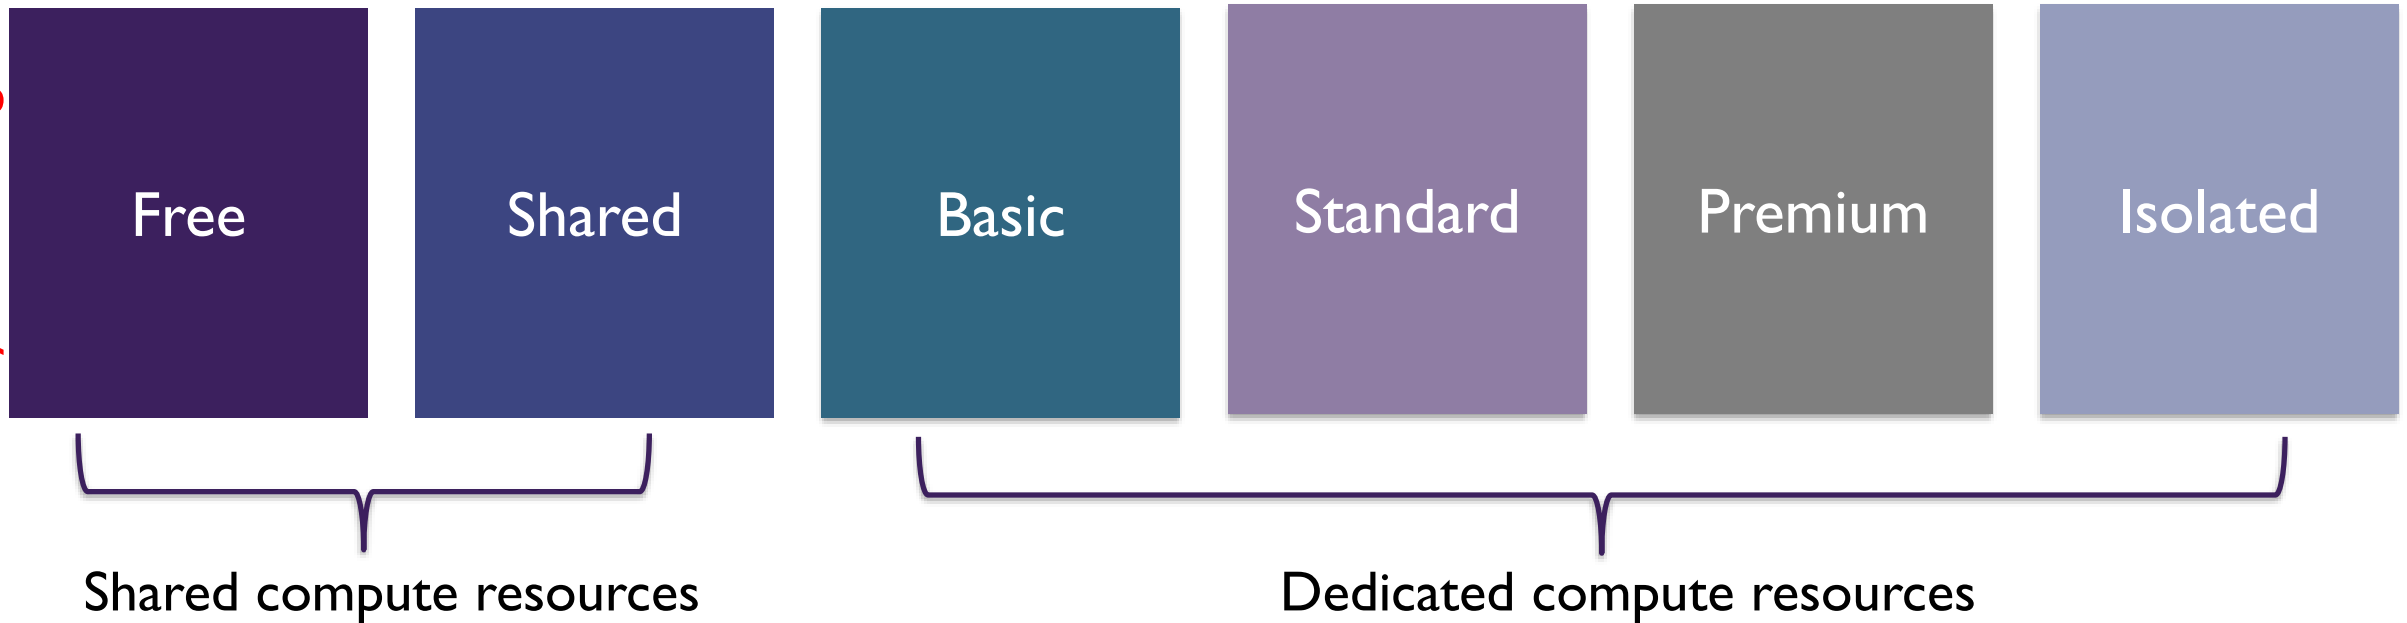 Free
Shared
Basic
Standard
Premium
Isolated
Shared compute resources
Dedicated compute resources